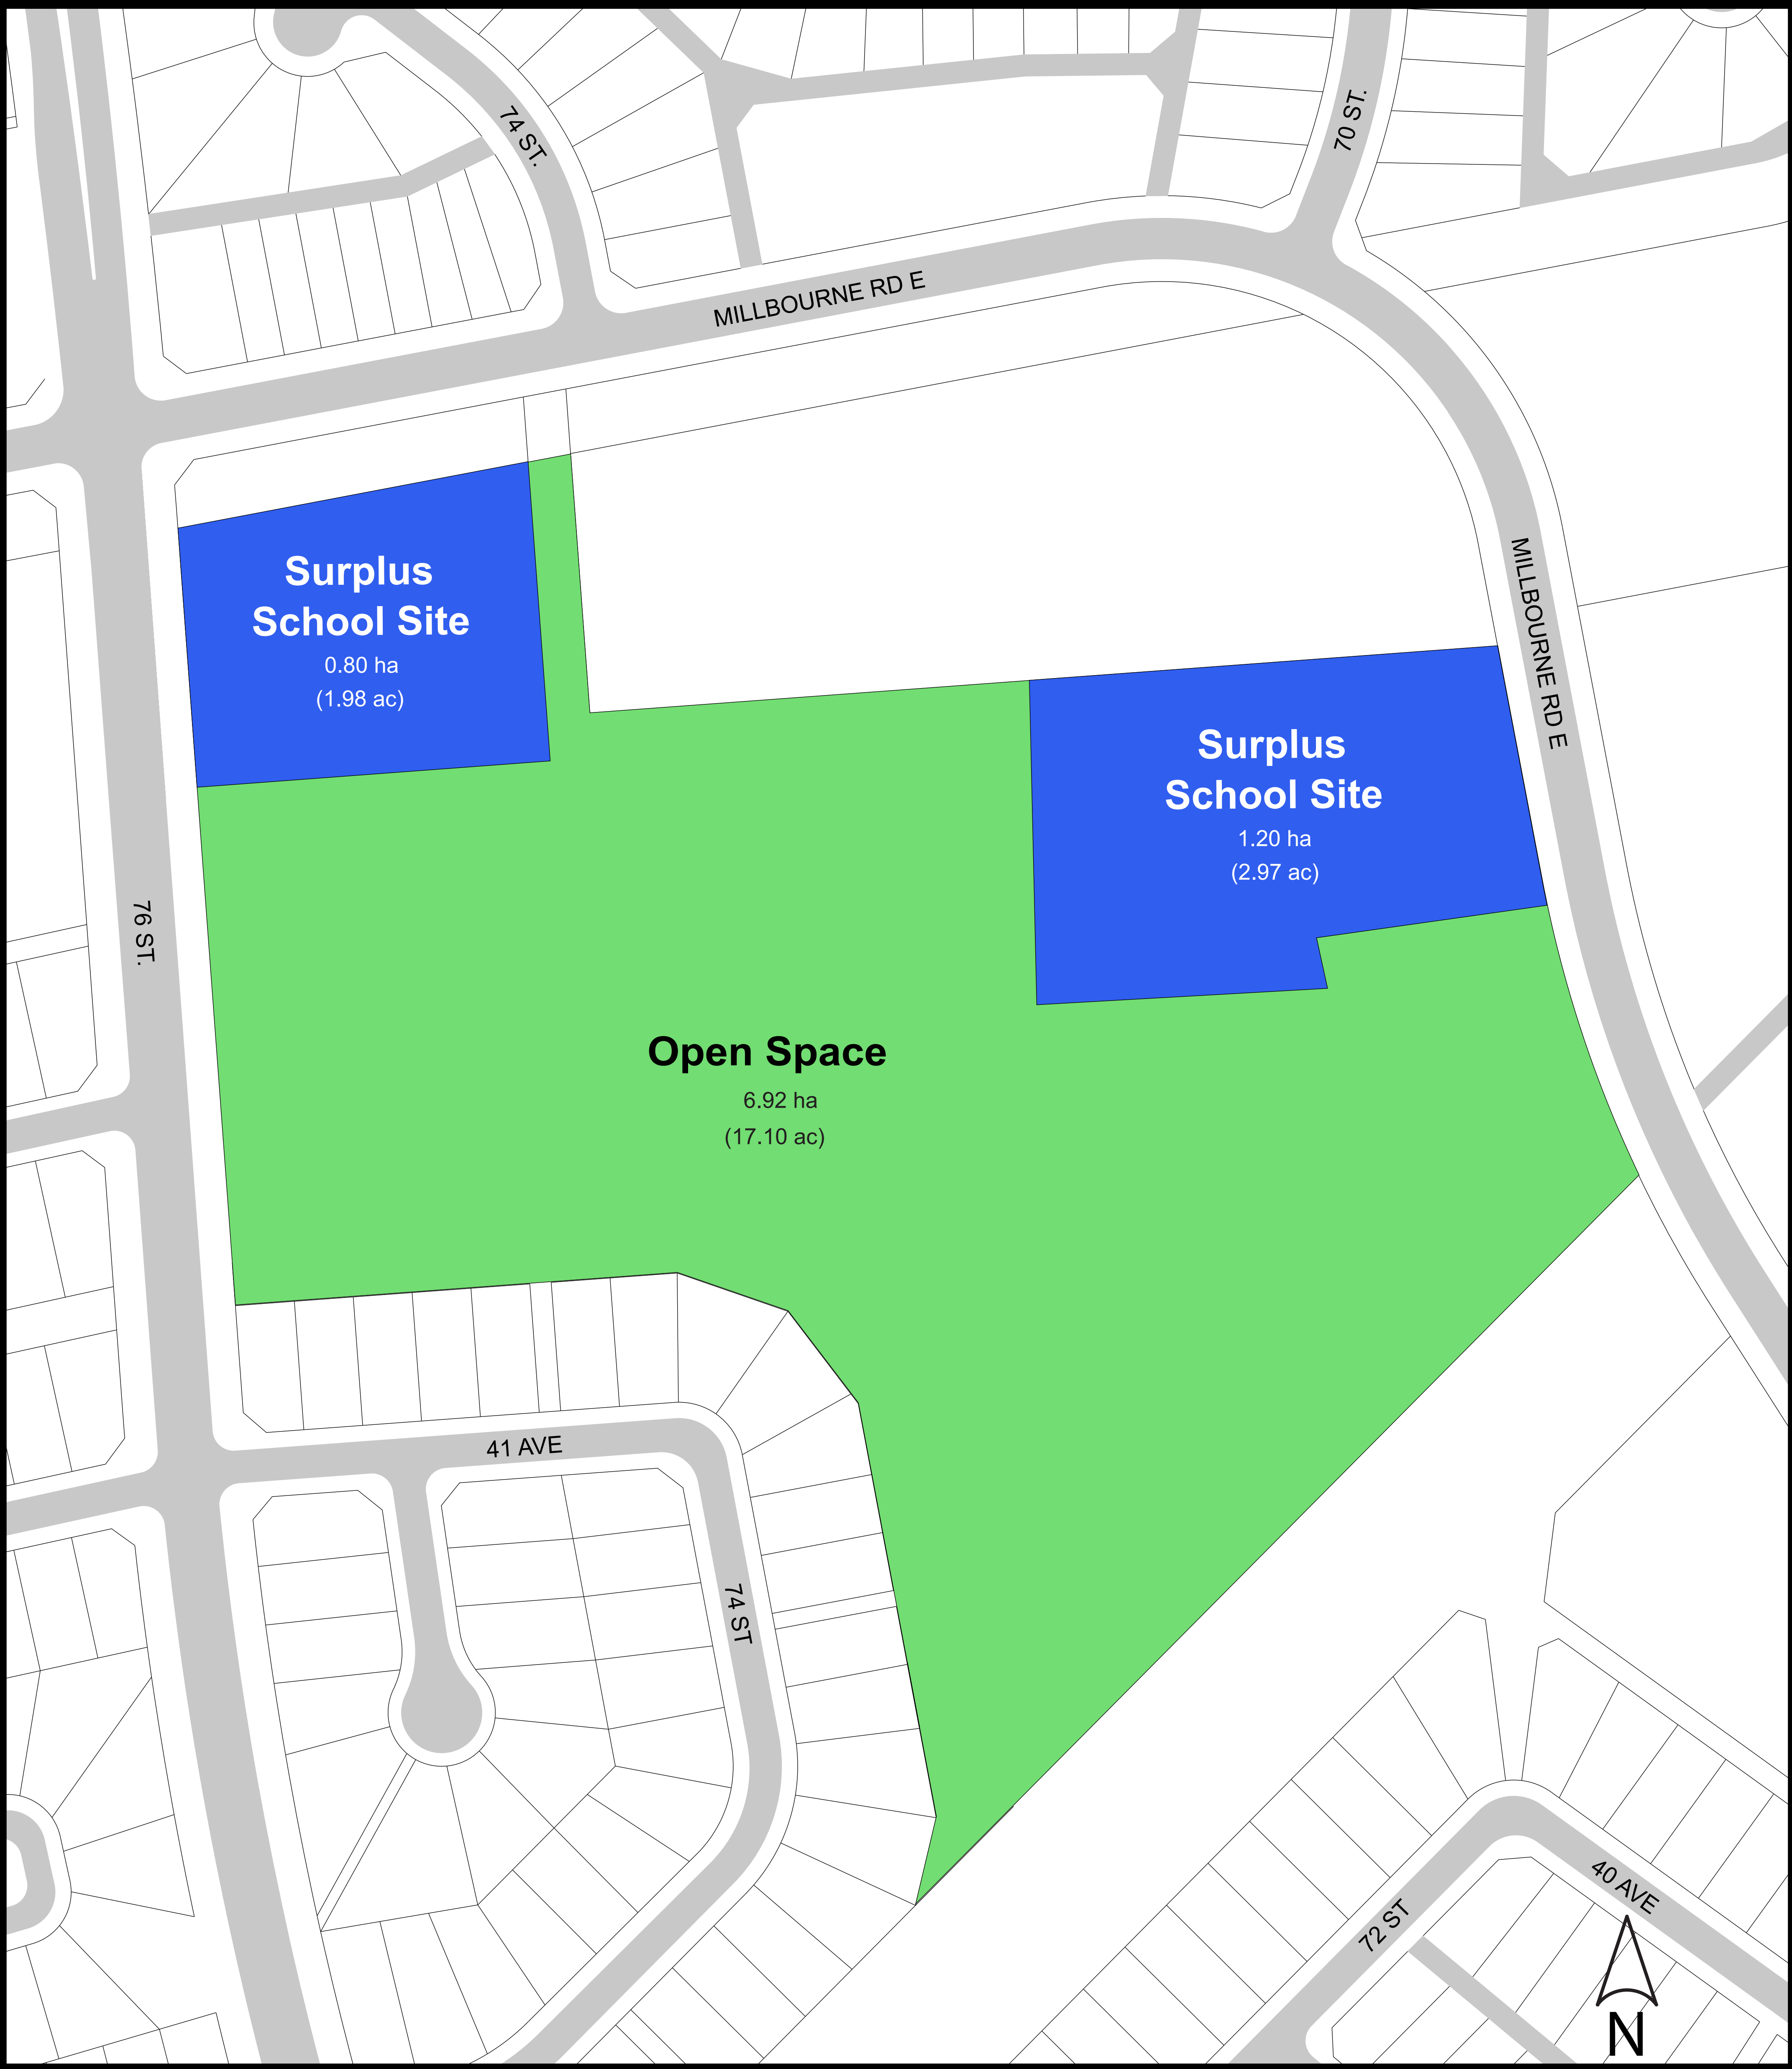 74 ST.
70 ST.
MILLBOURNE RD E
Surplus
School Site
0.80 ha
(1.98 ac)
MILLBOURNE RD E
Surplus
School Site
1.20 ha
(2.97 ac)
76 ST.
Open Space
6.92 ha
(17.10 ac)
41 AVE
74 ST
40 AVE
72 ST
N